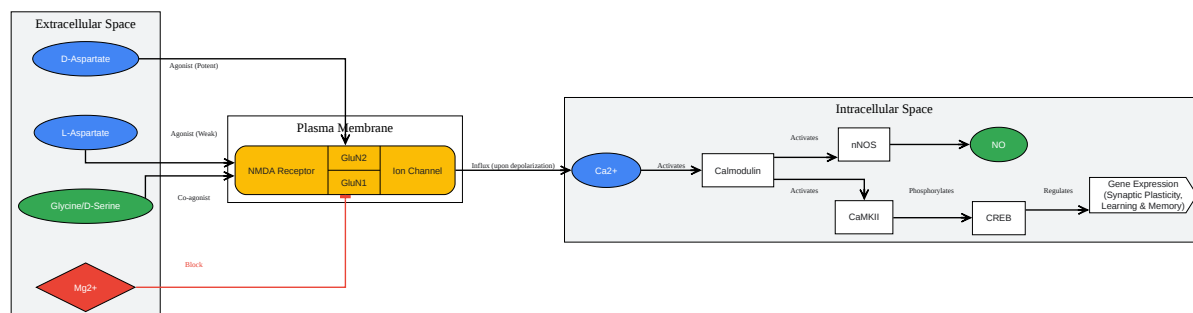 Extracellular Space
D-Aspartate
Agonist (Potent)
L-Aspartate
Agonist (Weak)
Glycine/D-Serine
Co-agonist
Mg2+
Block
Plasma Membrane
NMDA Receptor
GluN2
GluN1
Ion Channel
Influx (upon depolarization)
Intracellular Space
Ca2+
Activates
Calmodulin
Activates
nNOS
NO
Activates
CaMKII
Phosphorylates
CREB
Regulates
Gene Expression
(Synaptic Plasticity,
Learning & Memory)